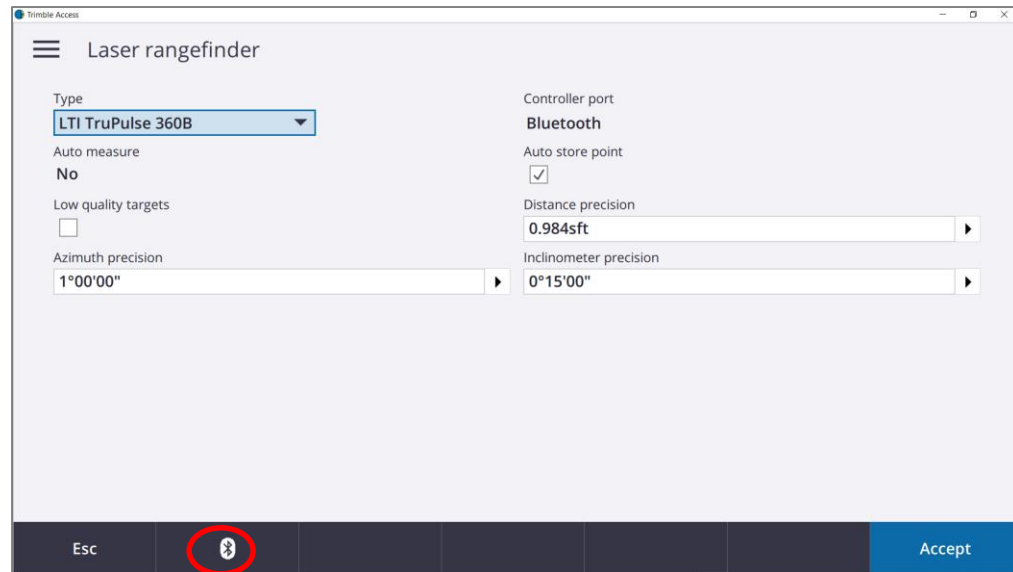 Trimble Access
Laser rangefinder
Type
LTI TruPulse 360B
Controller port
Bluetooth
Auto measure
No
Auto store point
Low quality targets
Distance precision
0.984sft
Azimuth precision
1°00'00"
Inclinometer precision
0°15'00"
Esc
Accept